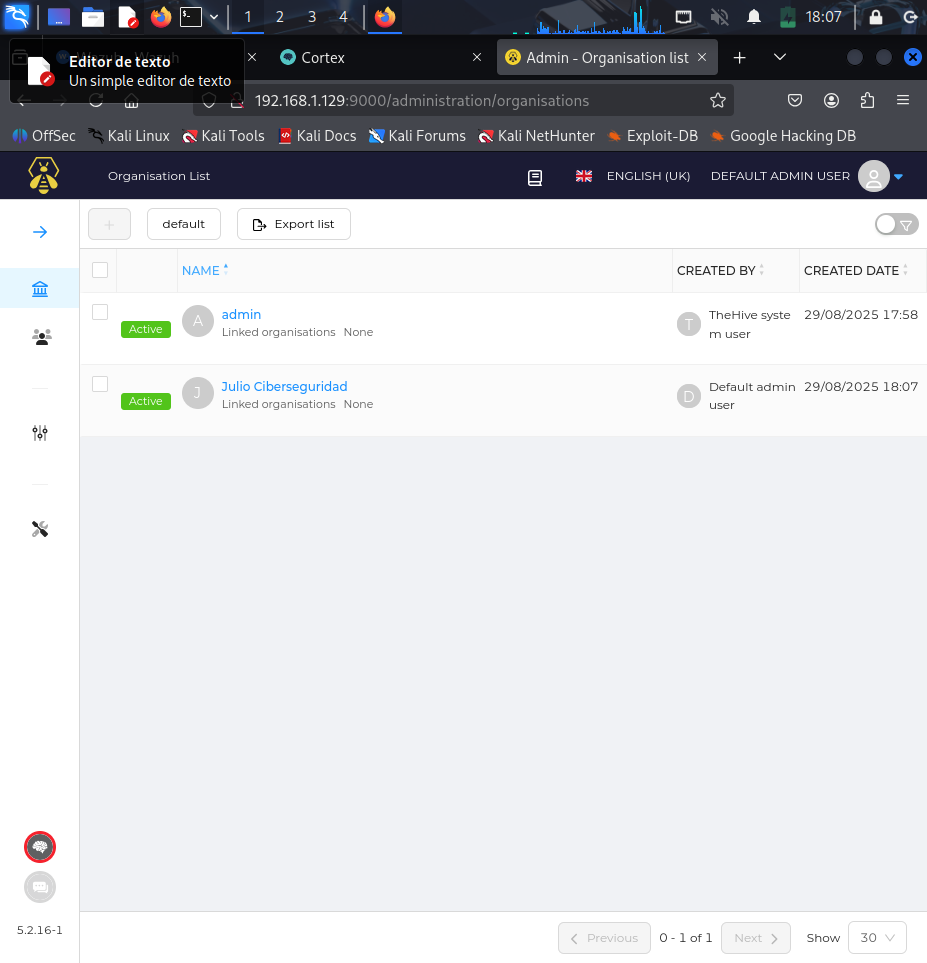 1 2 3 4 18:07
Wazuh - Wazuh Cortex Admin - Organisation list
Editor de texto
Un simple editor de texto
192.168.1.129:9000/administration/organisations
OffSec Kali Linux Kali Tools Kali Docs Kali Forums Kali NetHunter Exploit-DB Google Hacking DB
Organisation List ENGLISH (UK) DEFAULT ADMIN USER
+ default Export list
NAME CREATED BY CREATED DATE
Active A admin TheHive syste 29/08/2025 17:58
Linked organisations None T m user
Active J Julio Ciberseguridad Default admin 29/08/2025 18:07
Linked organisations None D user
5.2.16-1
Previous 0 - 1 of 1 Next Show 30